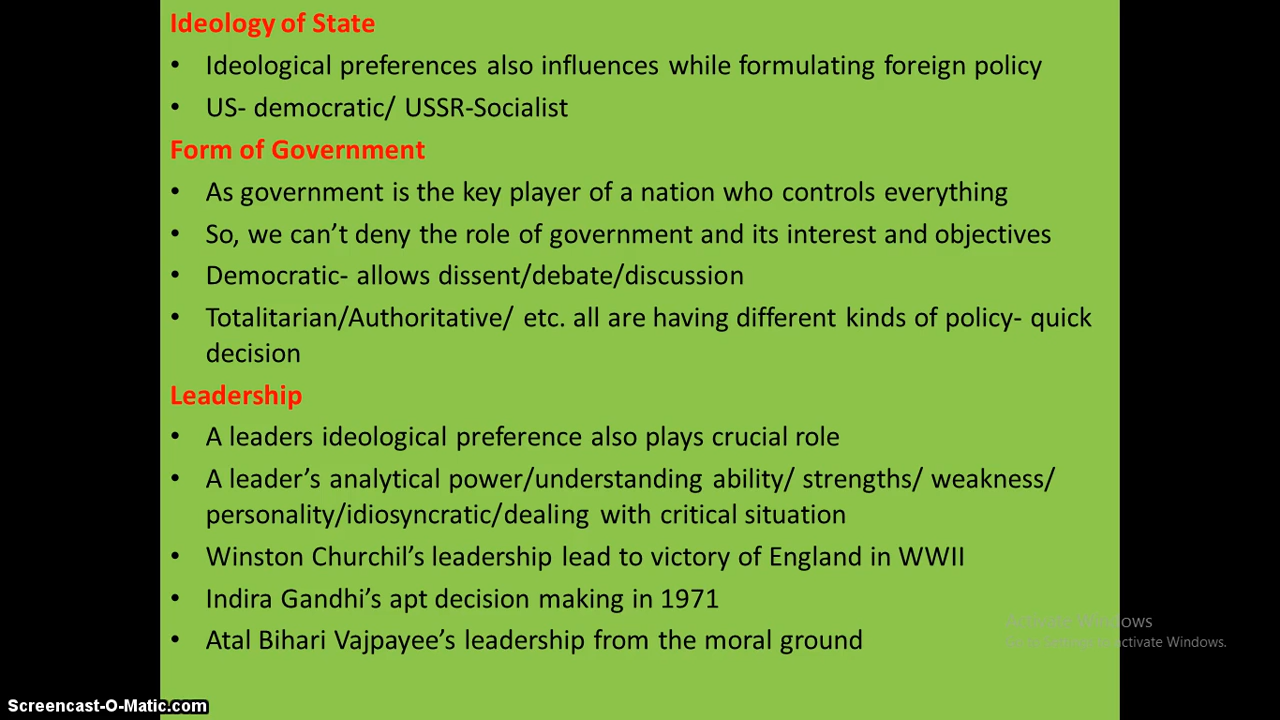 Ideology of State
• Ideological preferences also influences while formulating foreign policy
• US- democratic/ USSR-Socialist
Form of Government
• As government is the key player of a nation who controls everything
• So, we can't deny the role of government and its interest and objectives
• Democratic- allows dissent/debate/discussion
• Totalitarian/Authoritative/ etc. all are having different kinds of policy- quick
decision
Leadership
• A leaders ideological preference also plays crucial role
• A leader's analytical power/understanding ability/ strengths/ weakness/
personality/idiosyncratic/dealing with critical situation
• Winston Churchil's leadership lead to victory of England in WWII
• Indira Gandhi's apt decision making in 1971
• Atal Bihari Vajpayee's leadership from the moral ground
Activate Windows
Go to Settings to activate Windows.
Screencast-O-Matic.com